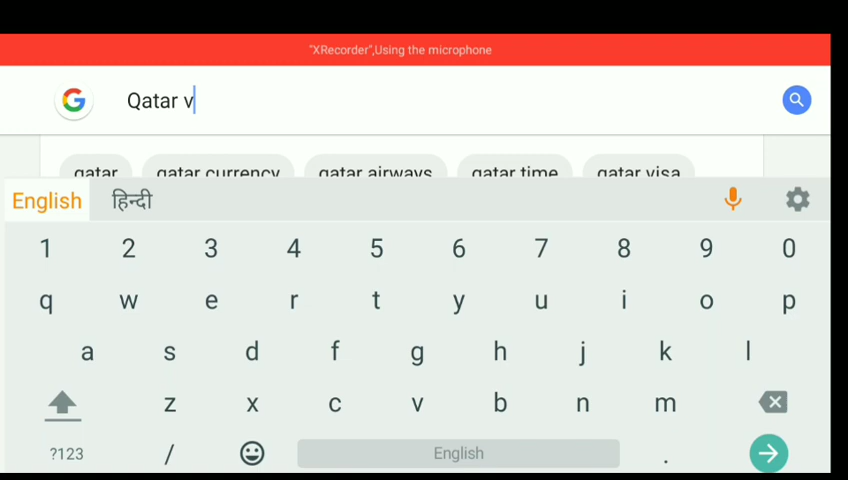 "XRecorder",Using the microphone
Qatar v
qatar qatar currency qatar airways qatar time qatar visa
English हिन्दी
1 2 3 4 5 6 7 8 9 0
q w e r t y u i o p
a s d f g h j k l
z x c v b n m
?123 / English .